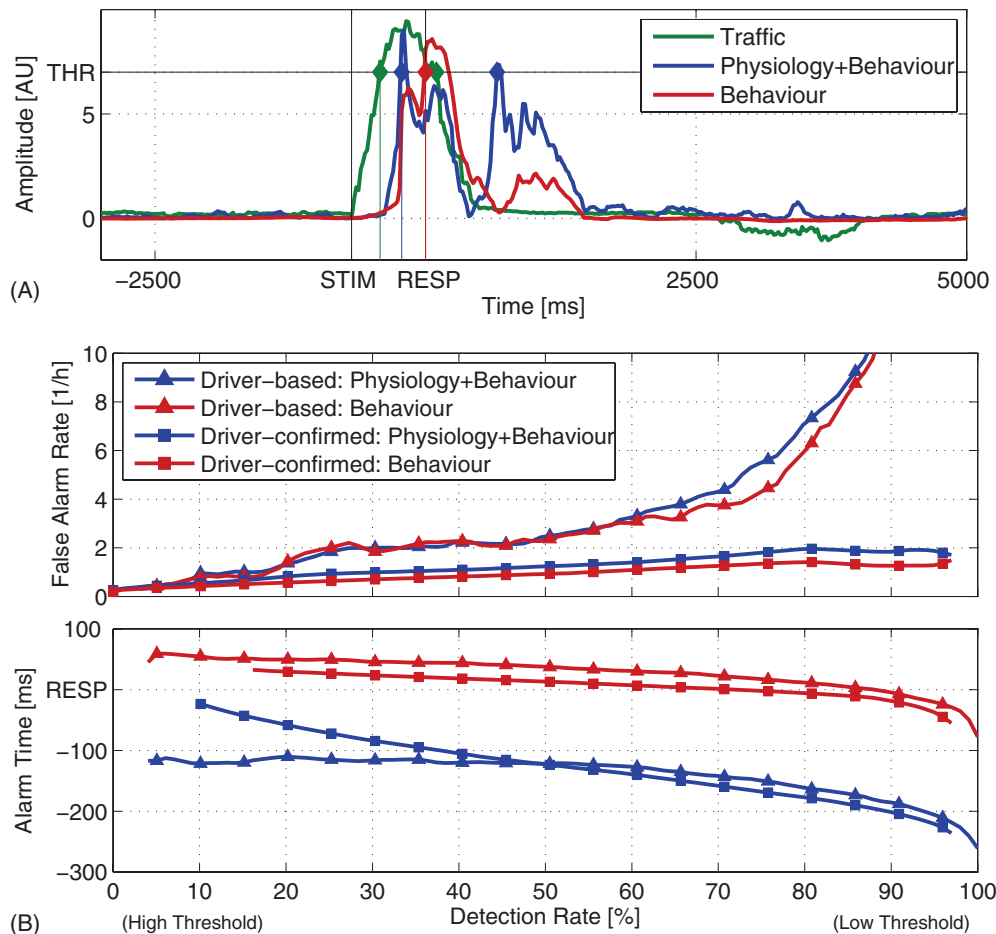 THR
5
0
Amplitude [AU]
Traffic
Physiology+Behaviour
Behaviour
−2500
STIM
RESP
2500
5000
Time [ms]
(A)
10
8
6
4
2
0
False Alarm Rate [1/h]
Driver−based: Physiology+Behaviour
Driver−based: Behaviour
Driver−confirmed: Physiology+Behaviour
Driver−confirmed: Behaviour
100
RESP
−100
−200
−300
Alarm Time [ms]
0
10
20
30
40
50
60
70
80
90
100
(B)
(High Threshold)
Detection Rate [%]
(Low Threshold)